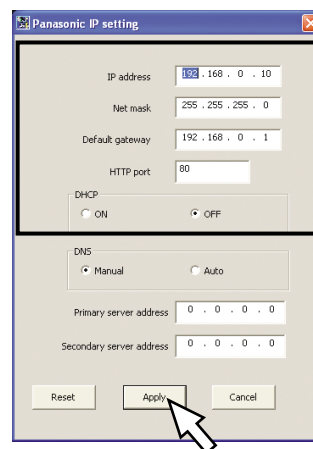 Panasonic IP setting
IP address 192 . 168 . 0 . 10
Net mask 255 . 255 . 255 . 0
Default gateway 192 . 168 . 0 . 1
HTTP port 80
DHCP
ON OFF
DNS
Manual Auto
Primary server address 0 . 0 . 0 . 0
Secondary server address 0 . 0 . 0 . 0
Reset Apply Cancel